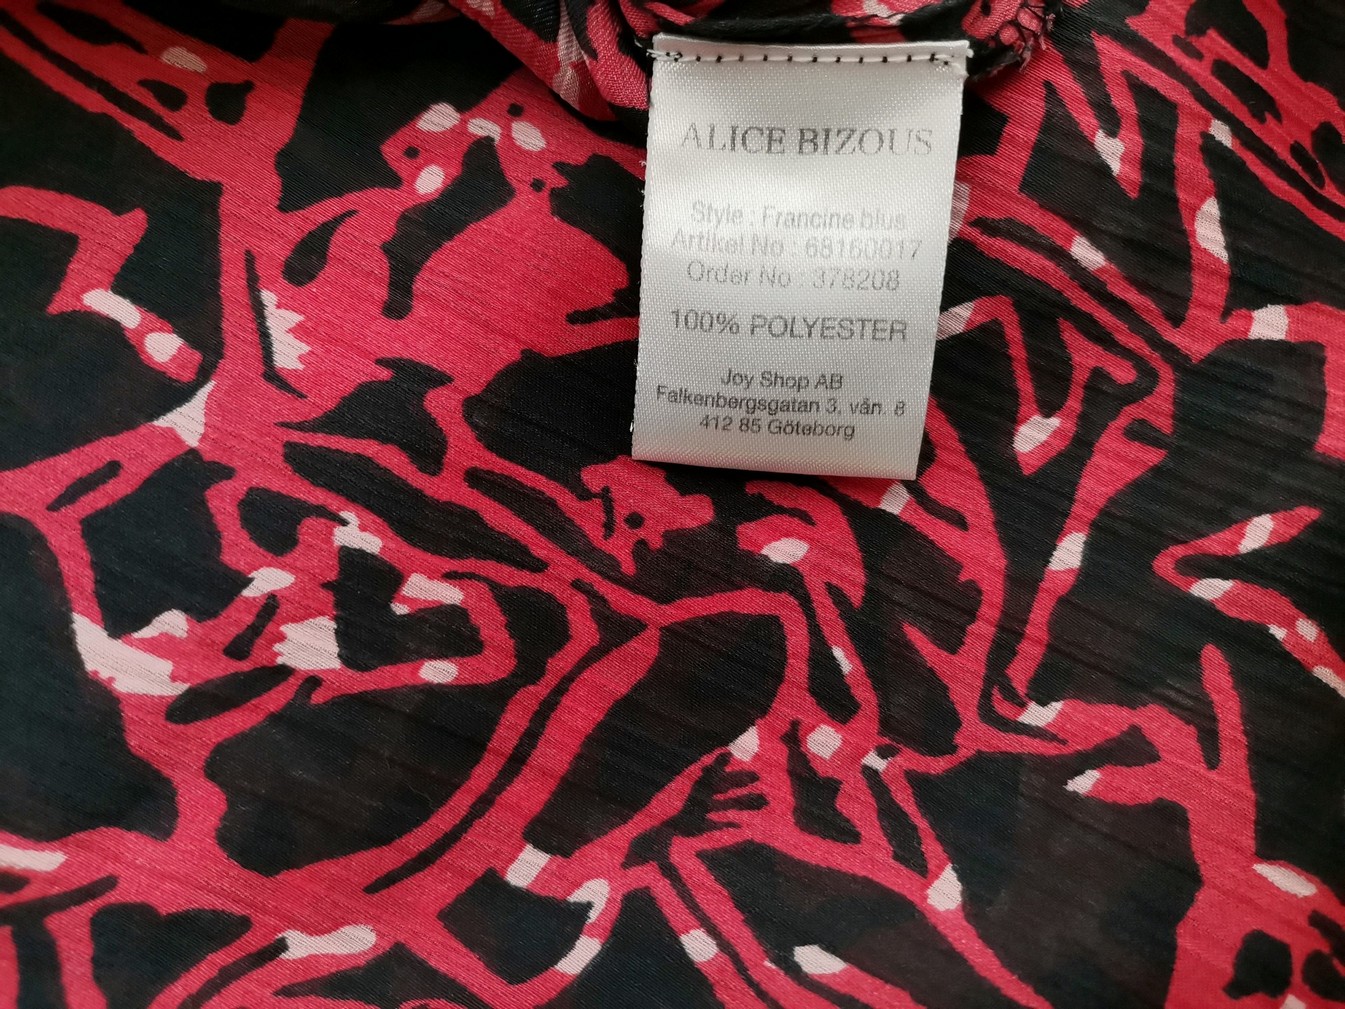 ALICE BIZOUS
Style : Francine blus
Artikel No : 68160017
Order No : 378208
100% POLYESTER
Joy Shop AB
Falkenbergsgatan 3, vån. 8
412 85 Göteborg